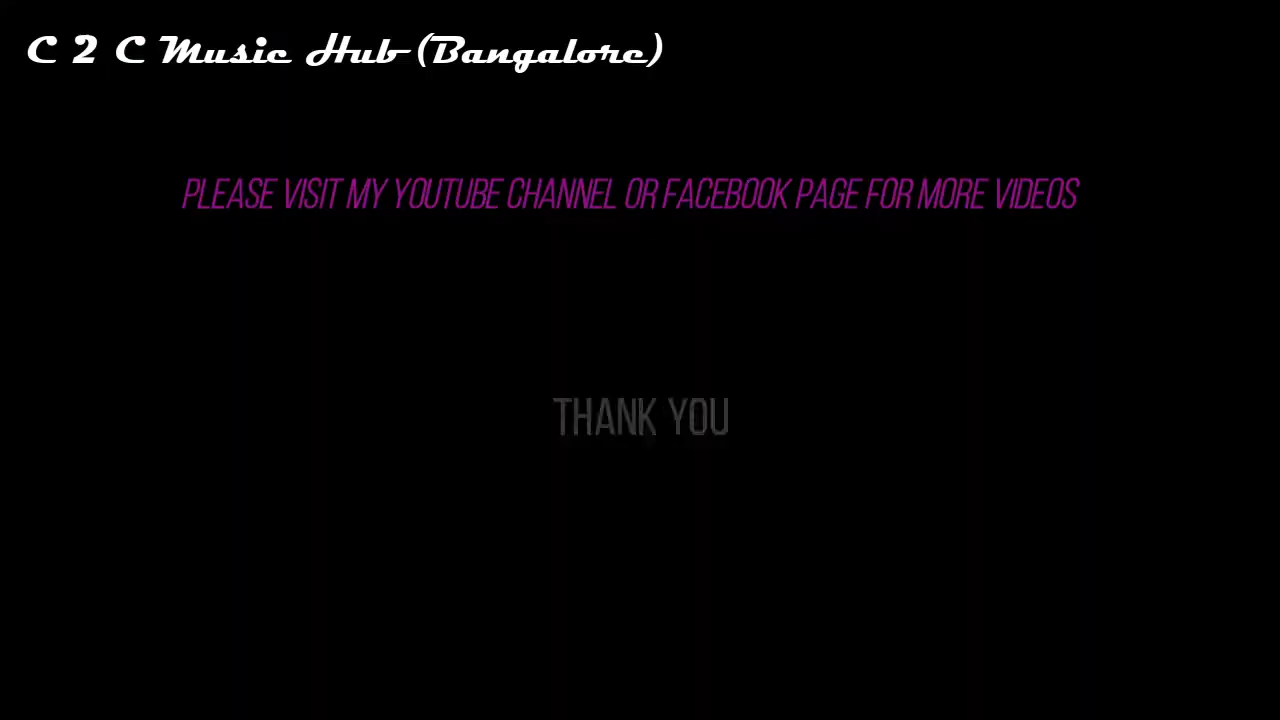 C 2 C Music Hub (Bangalore)
PLEASE VISIT MY YOUTUBE CHANNEL OR FACEBOOK PAGE FOR MORE VIDEOS
THANK YOU